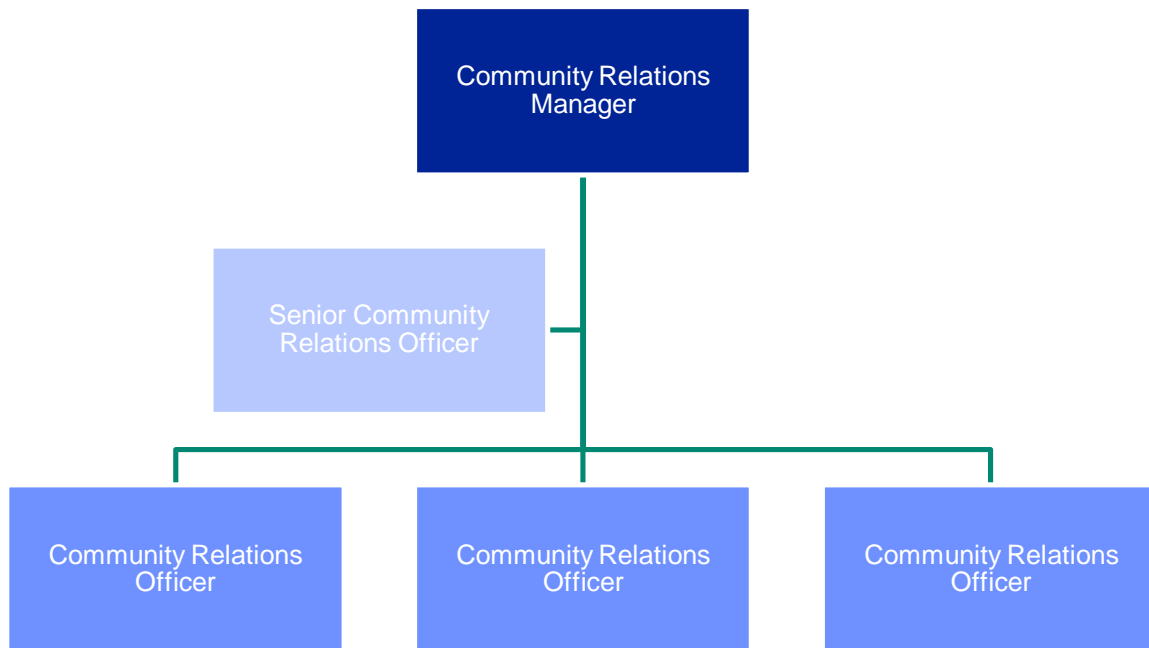 Community Relations
Manager
Senior Community
Relations Officer
Community Relations
Officer
Community Relations
Officer
Community Relations
Officer